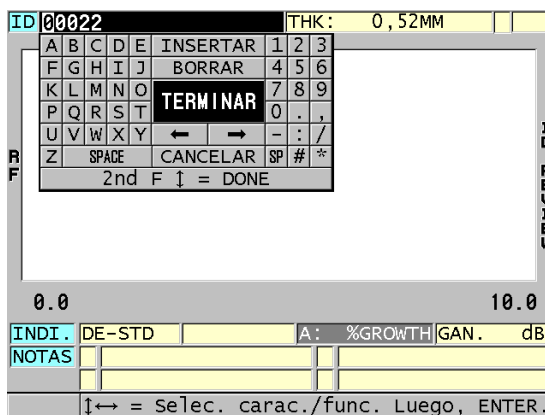 ID 00022 THK: 0,52MM
A B C D E INSERTAR 1 2 3
F G H I J BORRAR 4 5 6
K L M N O TERMINAR 7 8 9
P Q R S T 0 . ,
U V W X Y ← → - : /
Z SPACE CANCELAR SP # *
2nd F ↕ = DONE
RF
0.0 10.0
INDI. DE-STD A: %GROWTH GAN. dB
NOTAS
↕↔ = Selec. carac./func. Luego, ENTER.